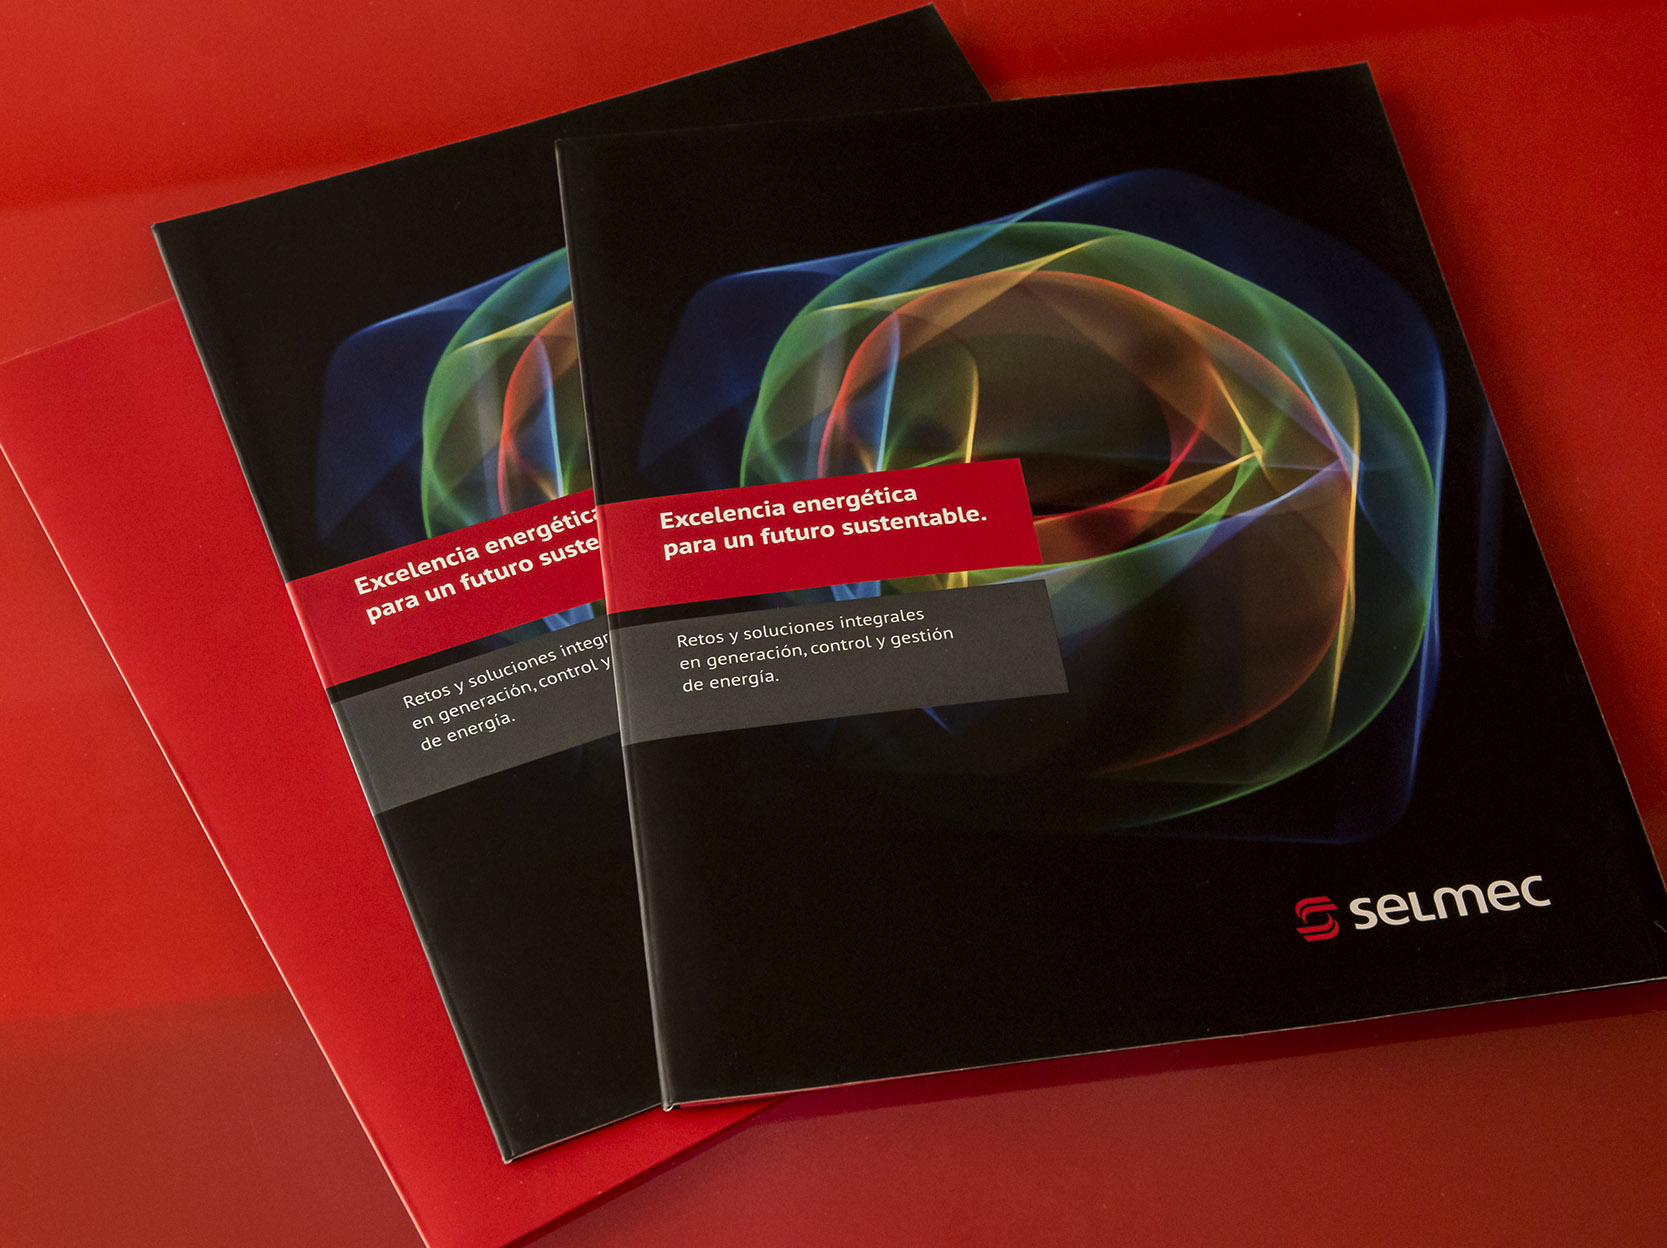 Excelencia energética
para un futuro suste
Retos y soluciones integr
en generación, control y
de energía.
Excelencia energética
para un futuro sustentable.
Retos y soluciones integrales
en generación, control y gestión
de energía.
selmec